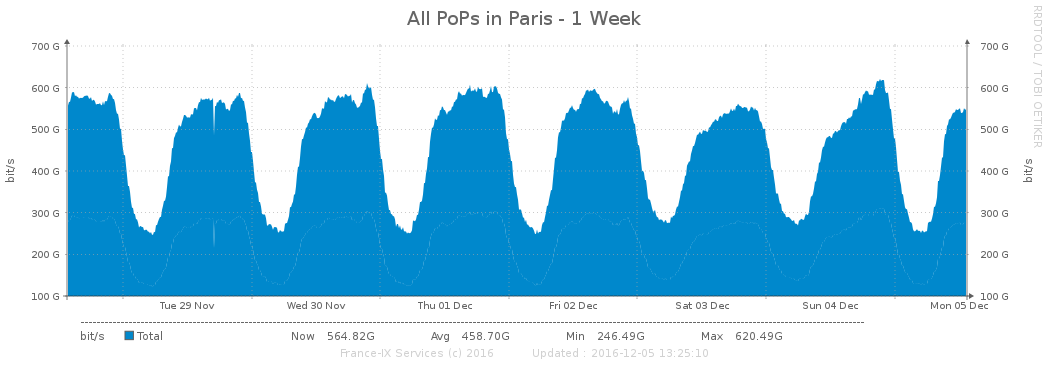 All PoPs in Paris - 1 Week
RRDTOOL / TOBI OETIKER
700 G 700 G
600 G 600 G
500 G 500 G
400 G 400 G
300 G 300 G
200 G 200 G
100 G 100 G
bit/s bit/s
Tue 29 Nov Wed 30 Nov Thu 01 Dec Fri 02 Dec Sat 03 Dec Sun 04 Dec Mon 05 Dec
bit/s Total Now 564.82G Avg 458.70G Min 246.49G Max 620.49G
France-IX Services (c) 2016 Updated : 2016-12-05 13:25:10